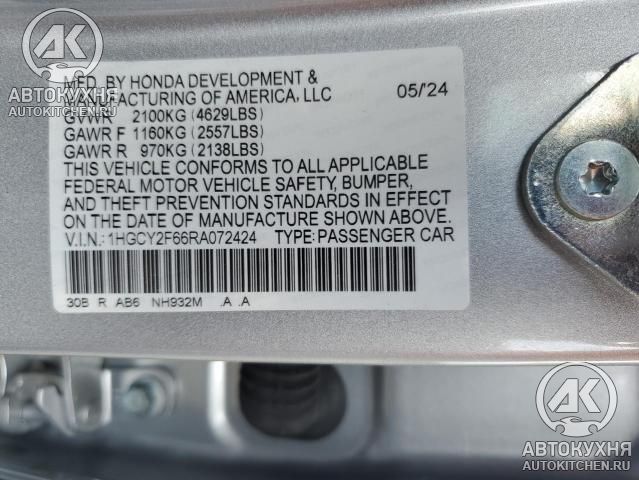 AK
АВТОКУХНЯ
AUTOKITCHEN.RU
MFD. BY HONDA DEVELOPMENT &
MANUFACTURING OF AMERICA, LLC 05/'24
GVWR 2100KG (4629LBS)
GAWR F 1160KG (2557LBS)
GAWR R 970KG (2138LBS)
THIS VEHICLE CONFORMS TO ALL APPLICABLE
FEDERAL MOTOR VEHICLE SAFETY, BUMPER,
AND THEFT PREVENTION STANDARDS IN EFFECT
ON THE DATE OF MANUFACTURE SHOWN ABOVE.
V.I.N.: 1HGCY2F66RA072424 TYPE: PASSENGER CAR
30B R AB6 NH932M .A .A
AK
АВТОКУХНЯ
AUTOKITCHEN.RU